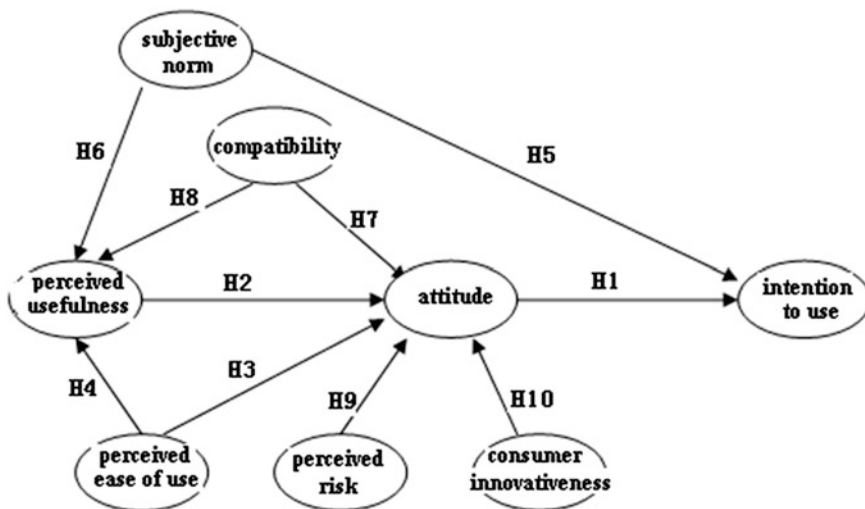 subjective
norm
H6
compatibility
H5
H8
H7
perceived
usefulness
H2
attitude
H1
intention
to use
H4
H3
H9
H10
perceived
ease of use
perceived
risk
consumer
innovativeness